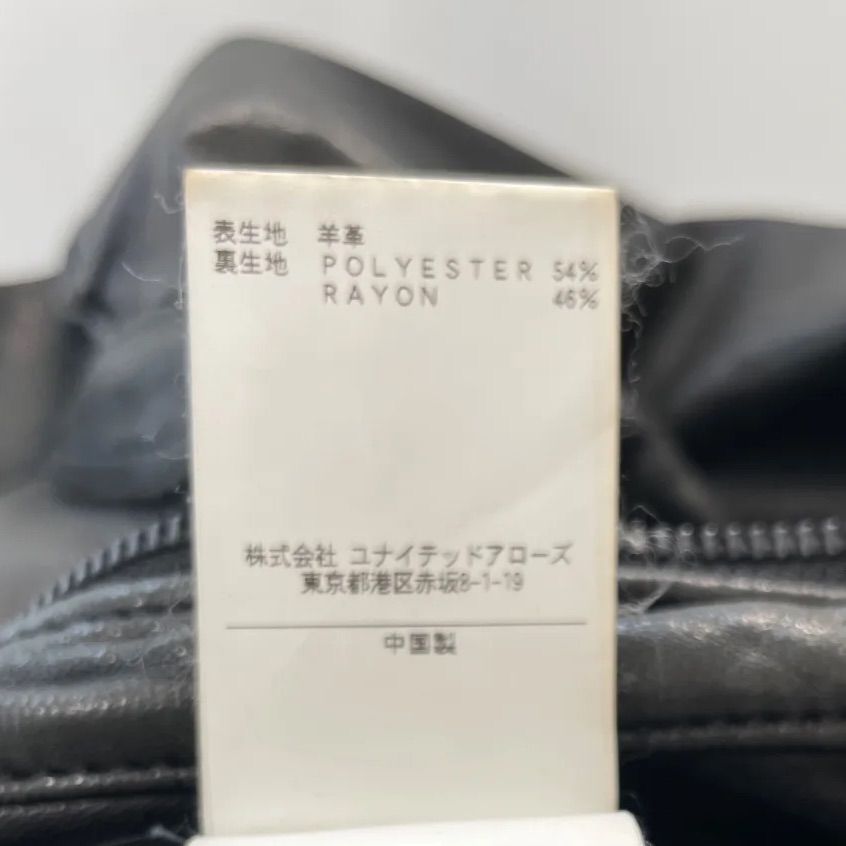 表生地 羊革
裏生地 POLYESTER 54%
RAYON 46%
株式会社 ユナイテッドアローズ
東京都港区赤坂8-1-19
中国製